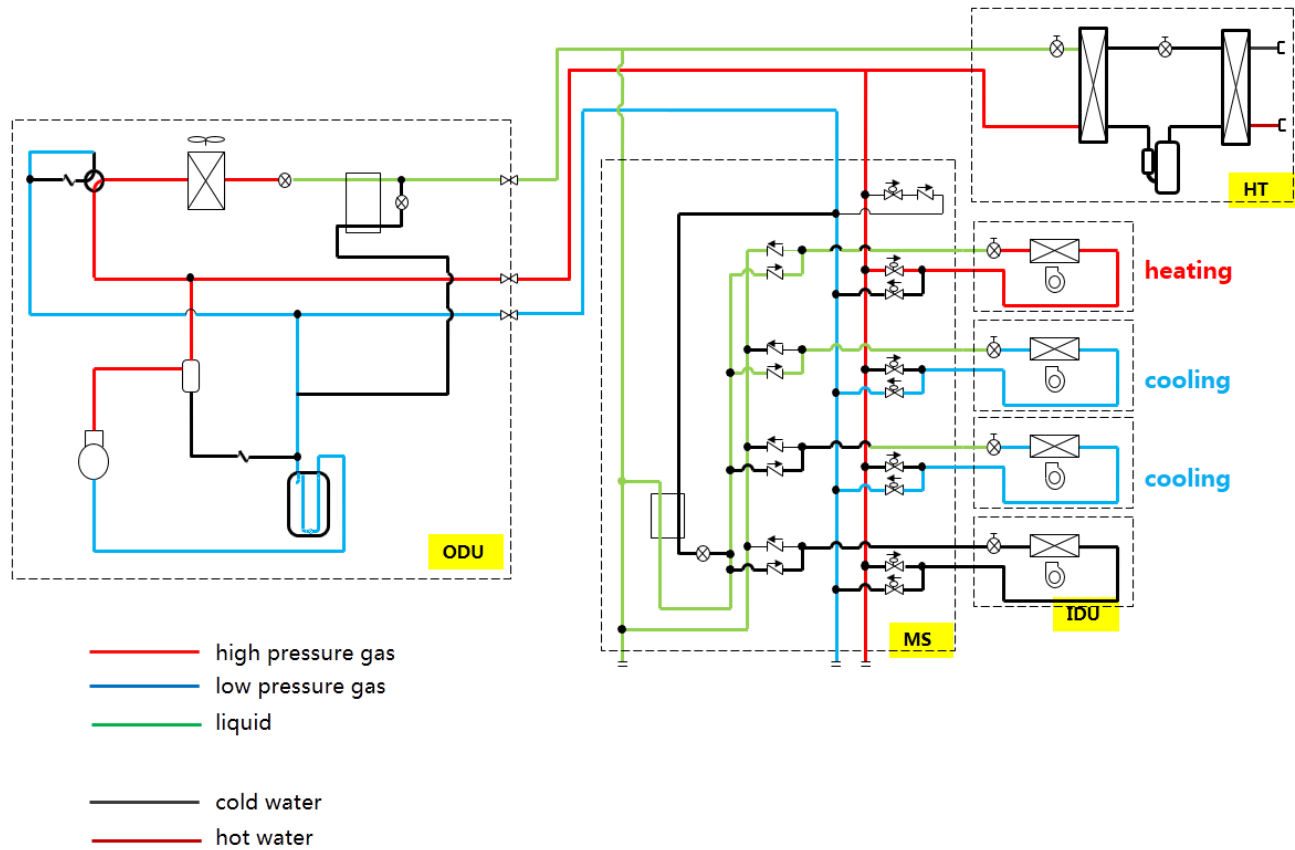 HT
heating
cooling
cooling
ODU
IDU
MS
high pressure gas
low pressure gas
liquid
cold water
hot water